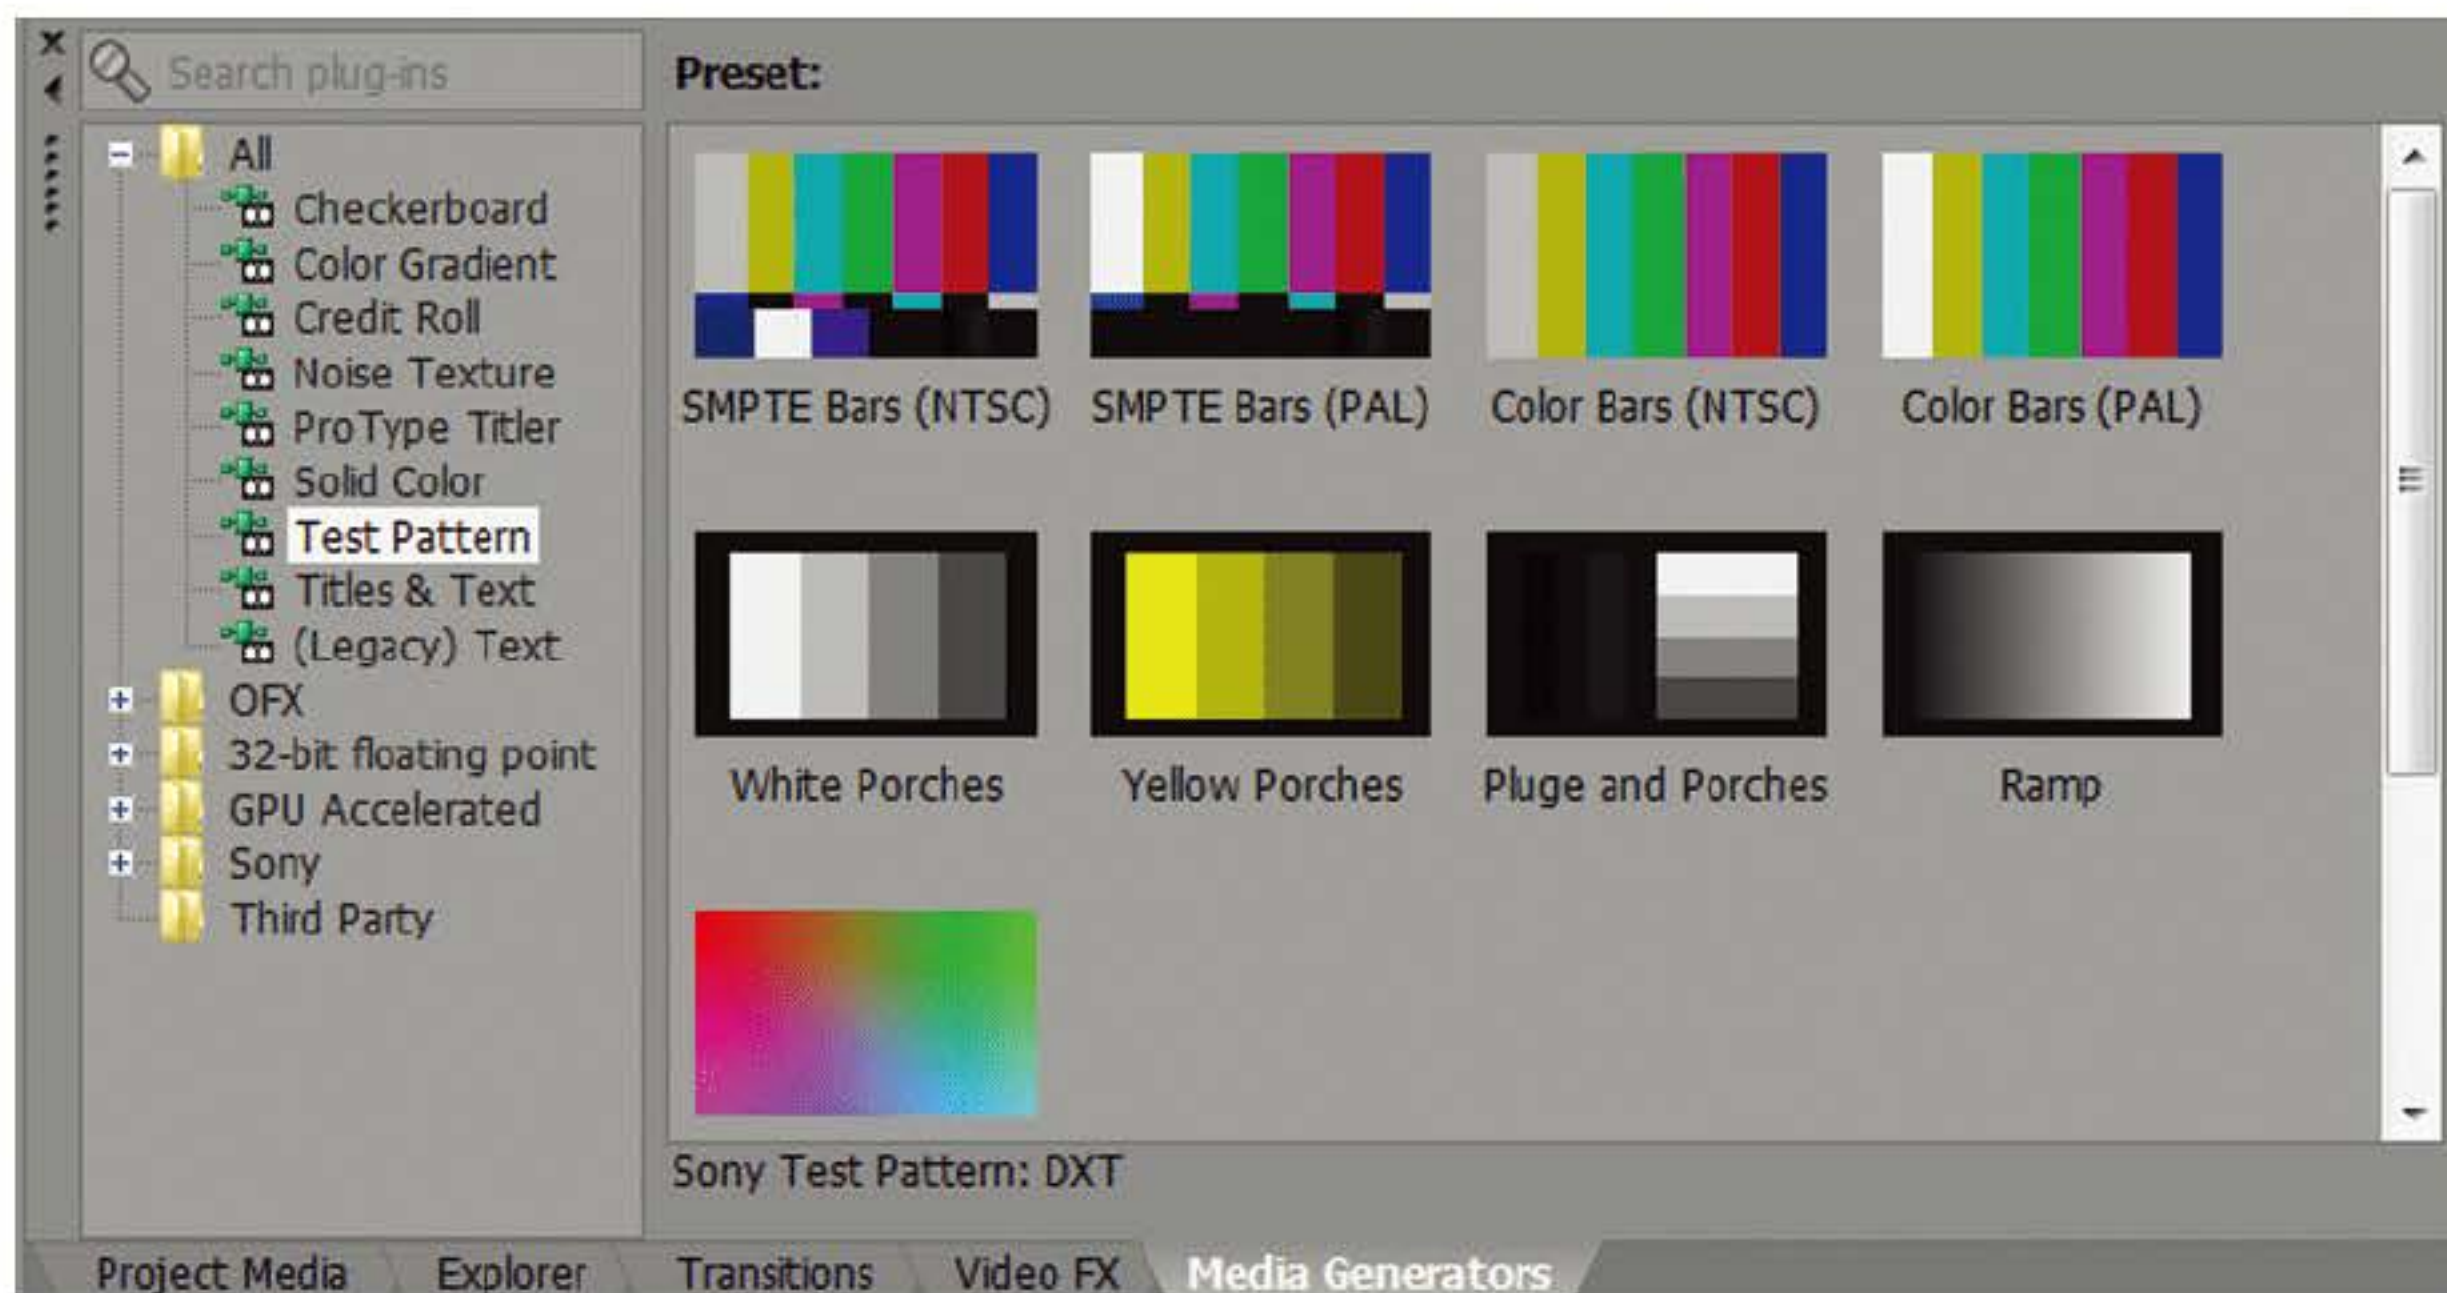 Search plug-ins
All
Checkerboard
Color Gradient
Credit Roll
Noise Texture
ProType Titler
Solid Color
Test Pattern
Titles & Text
(Legacy) Text
OFX
32-bit floating point
GPU Accelerated
Sony
Third Party
Preset:
SMPTE Bars (NTSC) SMPTE Bars (PAL) Color Bars (NTSC) Color Bars (PAL)
White Porches Yellow Porches Pluge and Porches Ramp
Sony Test Pattern: DXT
Project Media Explorer Transitions Video FX Media Generators